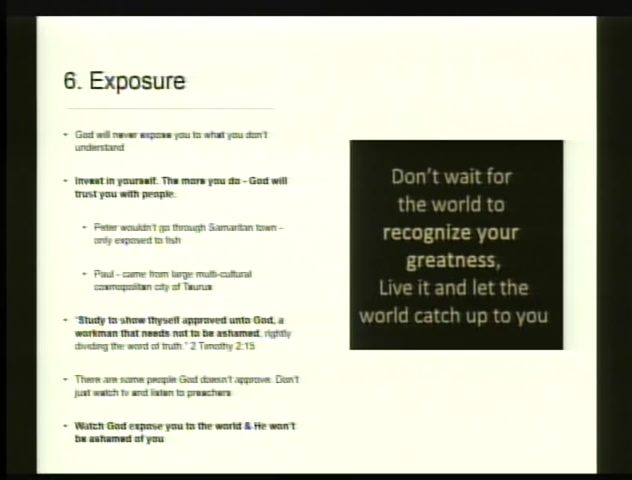 6. Exposure
- God will never expose you to what you don't
understand
- Invest in yourself. The more you do - God will
trust you with people.
- Peter wouldn't go through Samaritan town -
only exposed to fish
- Paul - came from large multi-cultural
cosmopolitan city of Taurus
- "Study to show thyself approved unto God, a
workman that needs not to be ashamed, rightly
dividing the word of truth." 2 Timothy 2:15
- There are some people God doesn't approve. Don't
just watch tv and listen to preachers
- Watch God expose you to the world & He won't
be ashamed of you
Don't wait for
the world to
recognize your
greatness,
Live it and let the
world catch up to you